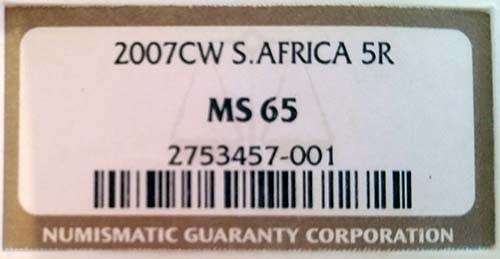 2007CW S.AFRICA 5R
MS 65
2753457-001
NUMISMATIC GUARANTY CORPORATION